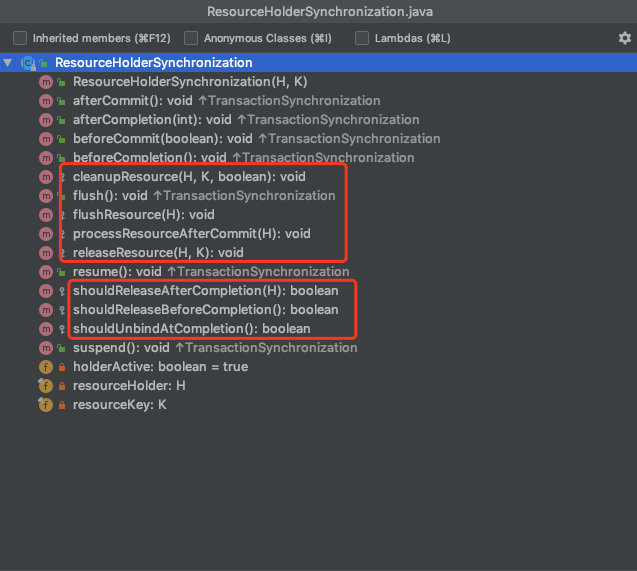 ResourceHolderSynchronization.java
Inherited members (⌘F12) Anonymous Classes (⌘I) Lambdas (⌘L)
ResourceHolderSynchronization
m ResourceHolderSynchronization(H, K)
m afterCommit(): void ↑TransactionSynchronization
m afterCompletion(int): void ↑TransactionSynchronization
m beforeCommit(boolean): void ↑TransactionSynchronization
m beforeCompletion(): void ↑TransactionSynchronization
m cleanupResource(H, K, boolean): void
m flush(): void ↑TransactionSynchronization
m flushResource(H): void
m processResourceAfterCommit(H): void
m releaseResource(H, K): void
m resume(): void ↑TransactionSynchronization
m shouldReleaseAfterCompletion(H): boolean
m shouldReleaseBeforeCompletion(): boolean
m shouldUnbindAtCompletion(): boolean
m suspend(): void ↑TransactionSynchronization
f holderActive: boolean = true
f resourceHolder: H
f resourceKey: K